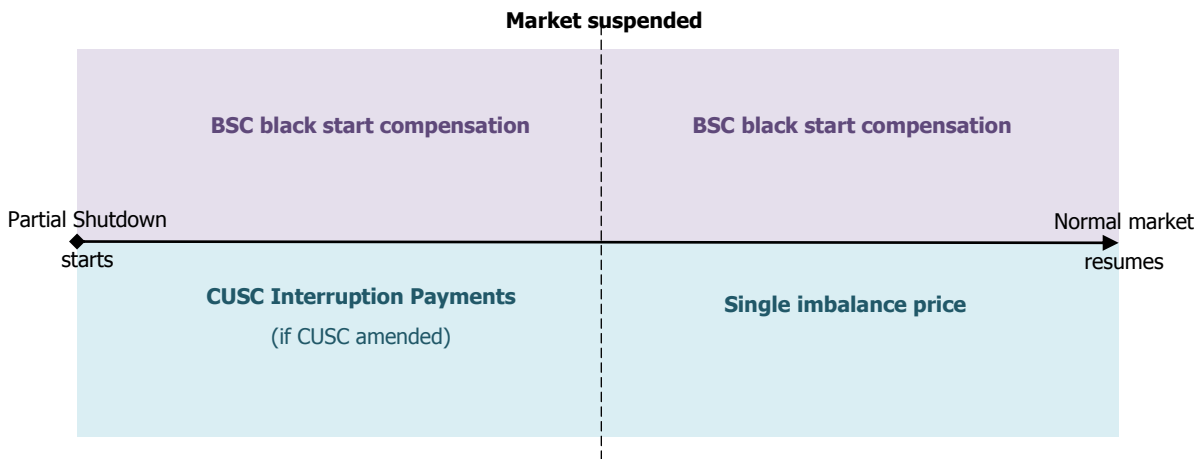 Market suspended
BSC black start compensation
BSC black start compensation
Partial Shutdown
starts
Normal market
resumes
CUSC Interruption Payments
(if CUSC amended)
Single imbalance price